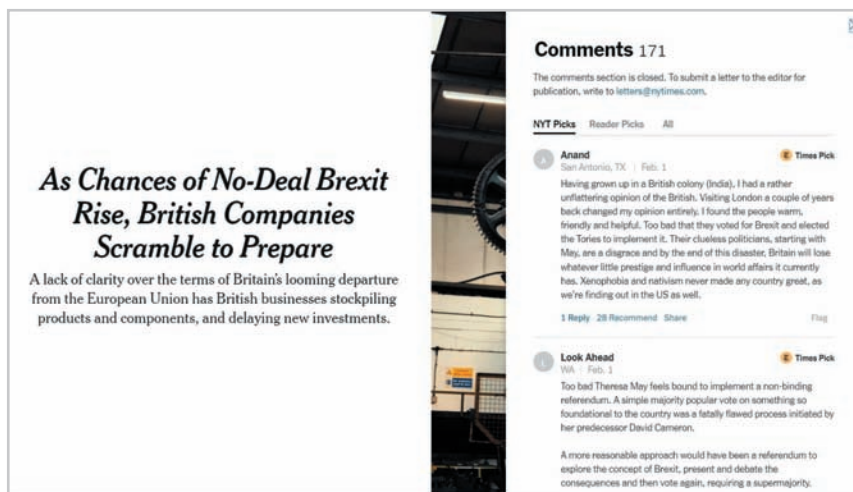 As Chances of No-Deal Brexit
Rise, British Companies
Scramble to Prepare
A lack of clarity over the terms of Britain's looming departure
from the European Union has British businesses stockpiling
products and components, and delaying new investments.
Comments 171
The comments section is closed. To submit a letter to the editor for
publication, write to letters@nytimes.com.
NYT Picks Reader Picks All
Anand
Times Pick
San Antonio, TX | Feb. 1
Having grown up in a British colony (India), I had a rather
unflattering opinion of the British. Visiting London a couple of years
back changed my opinion entirely. I found the people warm,
friendly and helpful. Too bad that they voted for Brexit and elected
the Tories to implement it. Their clueless politicians, starting with
May, are a disgrace and by the end of this disaster, Britain will lose
whatever little prestige and influence in world affairs it currently
has. Xenophobia and nativism never made any country great, as
we're finding out in the US as well.
1 Reply 28 Recommend Share Flag
Look Ahead
Times Pick
WA | Feb. 1
Too bad Theresa May feels bound to implement a non-binding
referendum. A simple majority popular vote on something so
foundational to the country was a fatally flawed process initiated by
her predecessor David Cameron.
A more reasonable approach would have been a referendum to
explore the concept of Brexit, present and debate the
consequences and then vote again, requiring a supermajority.